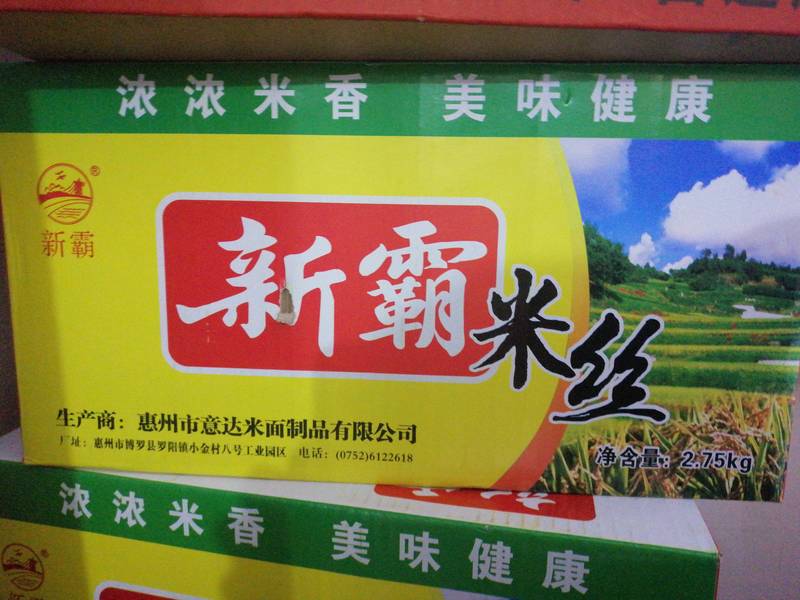 浓浓米香 美味健康
®
新霸
新霸米丝
生产商：惠州市意达米面制品有限公司
厂址：惠州市博罗县罗阳镇小金村八号工业园区 电话：(0752)6122618
净含量：2.75kg
浓浓米香 美味健康